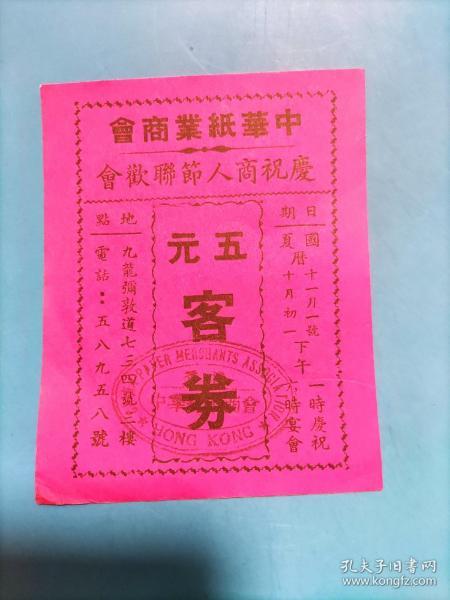 中華紙業商會
慶祝商人節聯歡會
日期
國曆十一月一號
夏曆十月初一
下午
一時慶祝
六時宴會
五元
客券
地點
九龍彌敦道七三四號三樓
電話：五八九五八號
PAPER MERCHANTS ASSOCIATION
HONG KONG
孔夫子旧书网
www.kongfz.com